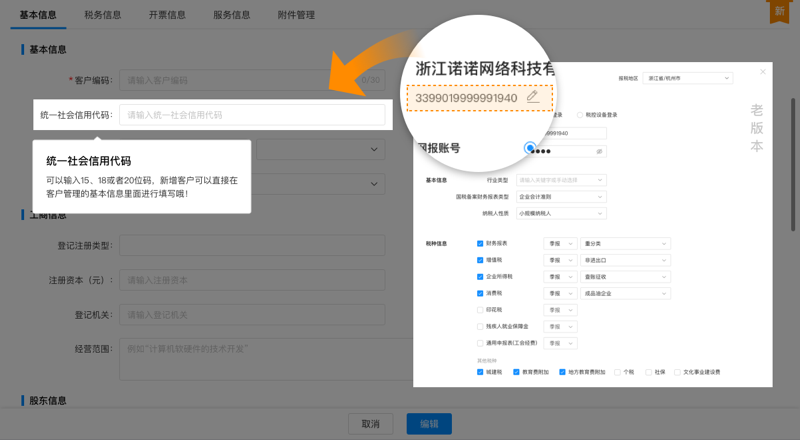 基本信息
税务信息
开票信息
服务信息
附件管理
新
基本信息
* 客户编码:
请输入客户编码
0/30
统一社会信用代码:
请输入统一社会信用代码
统一社会信用代码
可以输入15、18或者20位码，新增客户可以直接在
客户管理的基本信息里面进行填写哦！
工商信息
登记注册类型:
注册资本（元）:
请输入注册资本
登记机关:
请输入登记机关
经营范围:
例如“计算机软硬件的技术开发”
股东信息
取消
编辑
浙江诺诺网络科技有
3399019999991940
国报账号
报税地区
浙江省/杭州市
老版本
登录
税控设备登录
99991940
基本信息
行业类型
请输入关键字或手动选择
国税备案财务报表类型
企业会计准则
纳税人性质
小规模纳税人
税种信息
财务报表
季报
重分类
增值税
季报
非进出口
企业所得税
季报
查账征收
消费税
季报
成品油企业
印花税
季报
残疾人就业保障金
季报
通用申报表(工会经费)
季报
其他税种
城建税
教育费附加
地方教育费附加
个税
社保
文化事业建设费